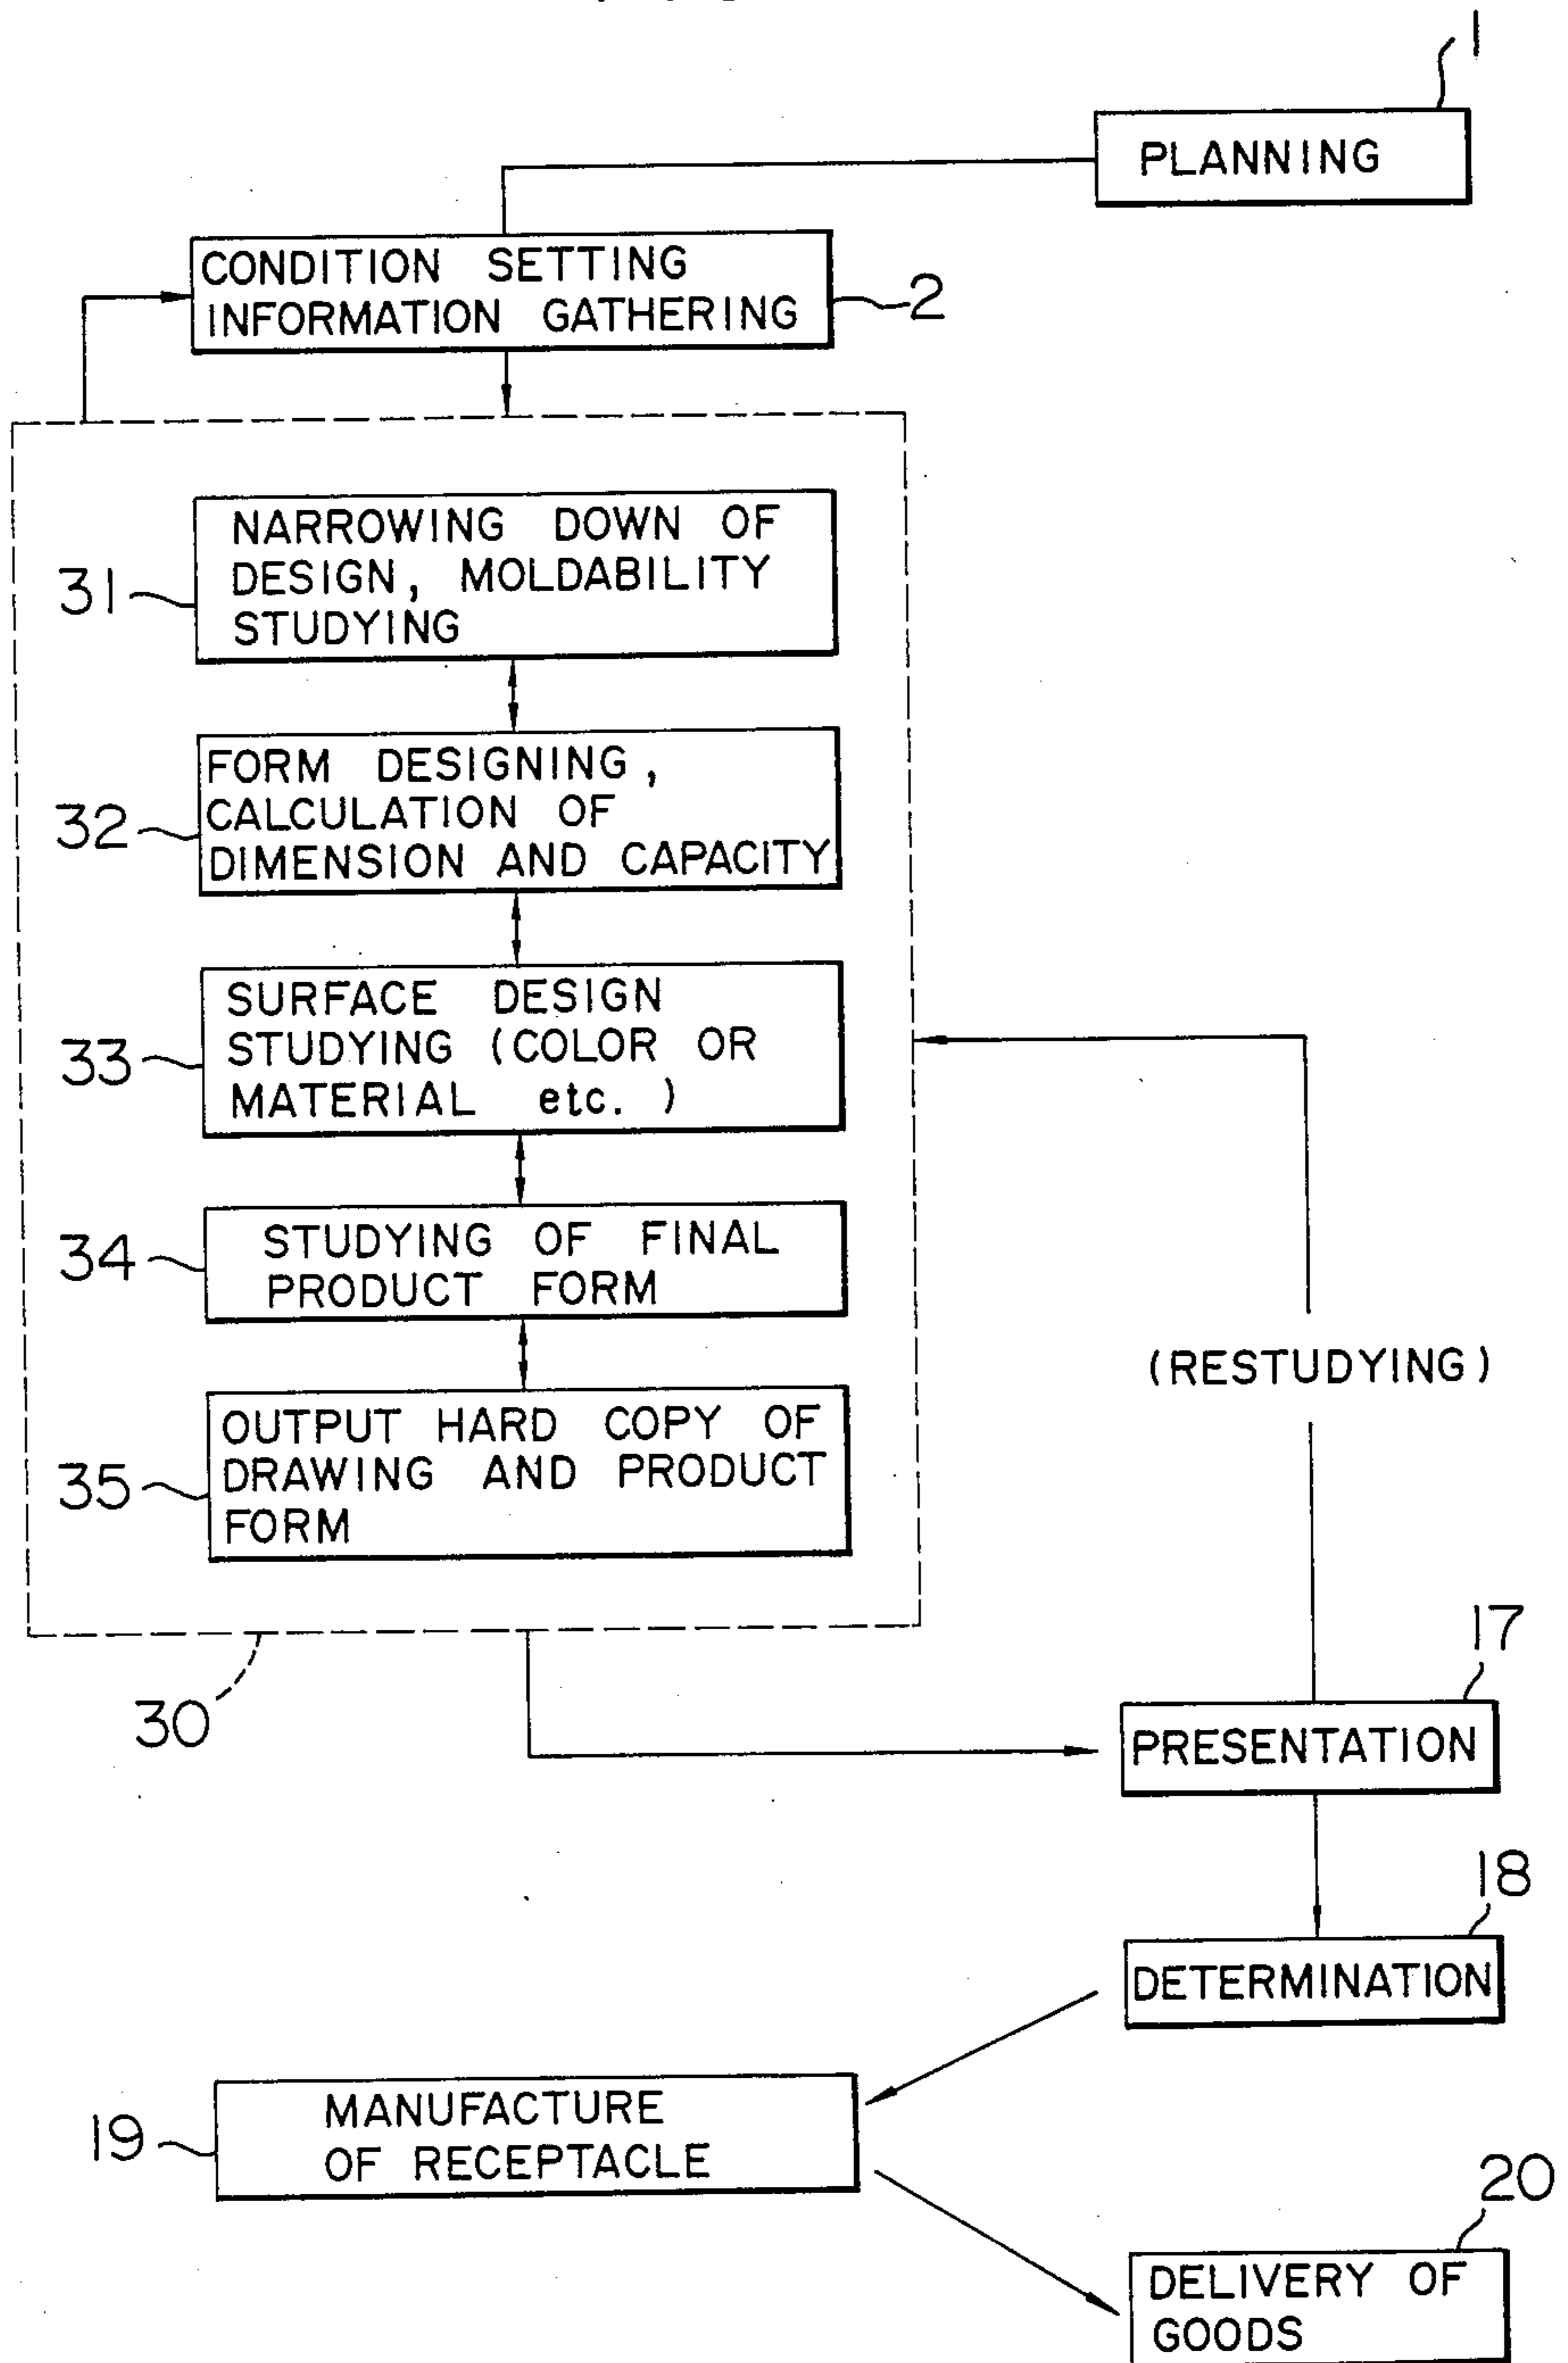 1
PLANNING
CONDITION SETTING
INFORMATION GATHERING
2
31
NARROWING DOWN OF
DESIGN, MOLDABILITY
STUDYING
32
FORM DESIGNING,
CALCULATION OF
DIMENSION AND CAPACITY
33
SURFACE DESIGN
STUDYING (COLOR OR
MATERIAL etc. )
34
STUDYING OF FINAL
PRODUCT FORM
(RESTUDYING)
35
OUTPUT HARD COPY OF
DRAWING AND PRODUCT
FORM
30
17
PRESENTATION
18
DETERMINATION
19
MANUFACTURE
OF RECEPTACLE
20
DELIVERY OF
GOODS